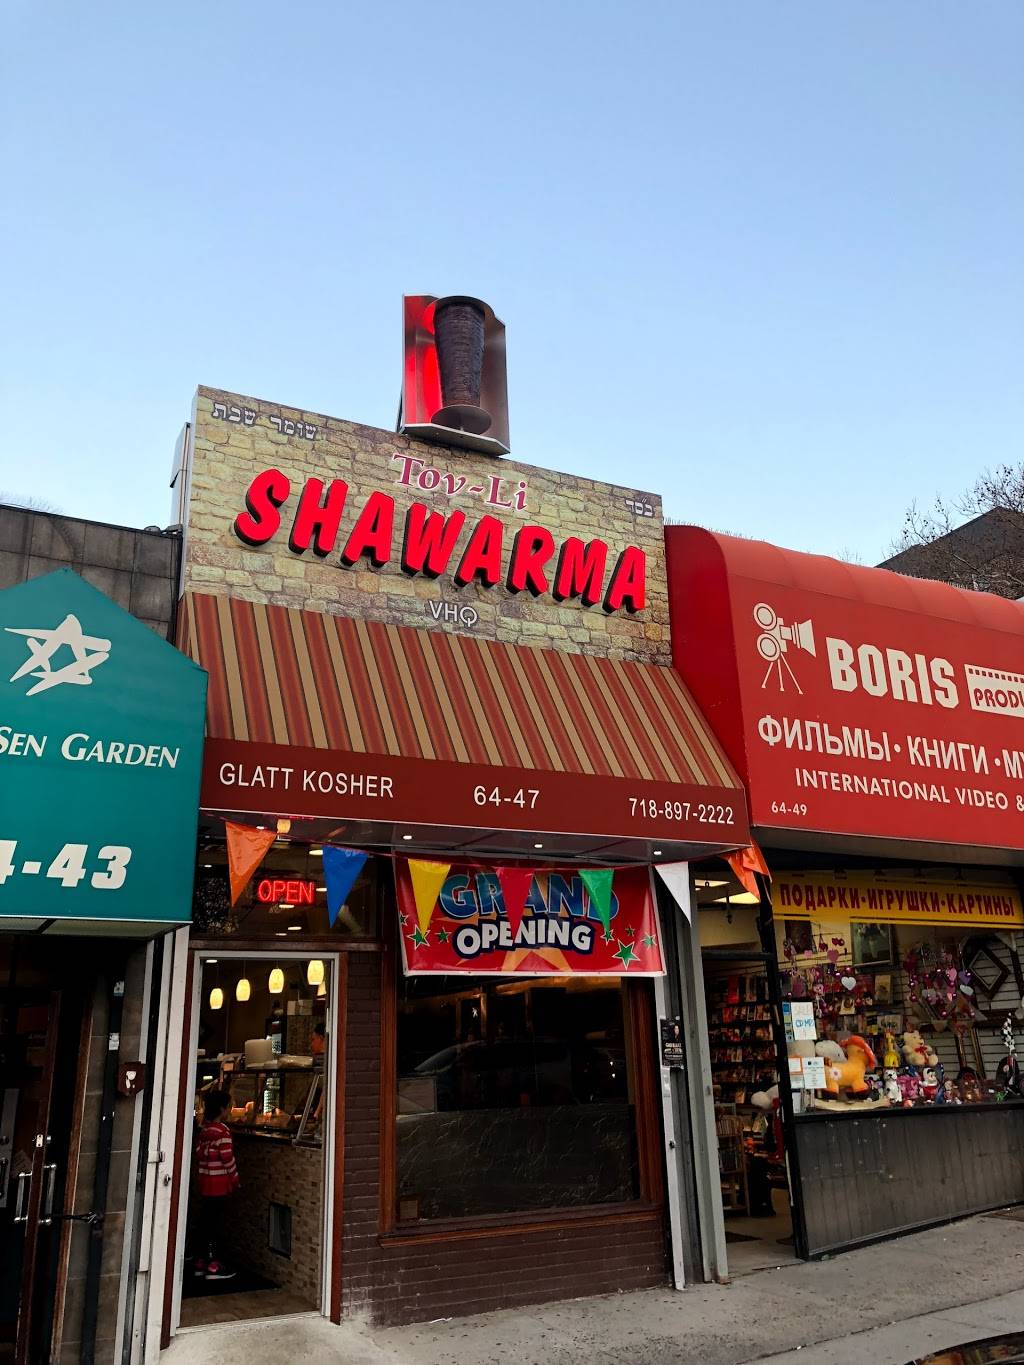 שומר שבת
Tov-Li
כשר
SHAWARMA
VHQ
GLATT KOSHER
64-47
718-897-2222
OPEN
GRAND
OPENING
SEN GARDEN
4-43
BORIS
PRODU
ФИЛЬМЫ · КНИГИ · МУ
INTERNATIONAL VIDEO &
64-49
ПОДАРКИ·ИГРУШКИ·КАРТИНЫ